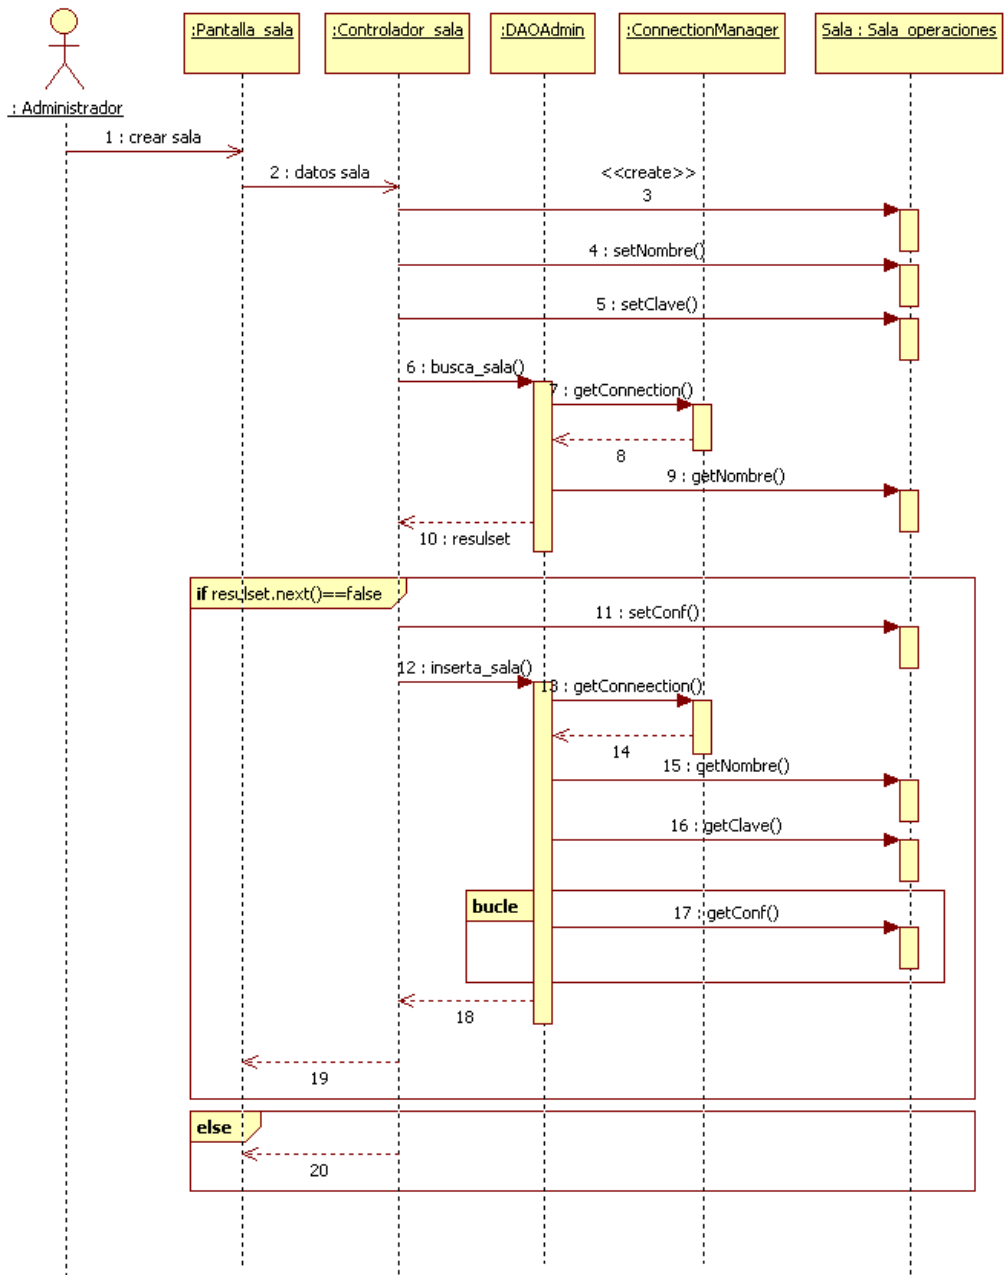 :Pantalla_sala
:Controlador_sala
:DAOAdmin
:ConnectionManager
Sala : Sala_operaciones
: Administrador
1 : crear sala
2 : datos sala
<<create>>
3
4 : setNombre()
5 : setClave()
6 : busca_sala()
7 : getConnection()
8
9 : getNombre()
10 : resulset
if resulset.next()==false
11 : setConf()
12 : inserta_sala()
13 : getConneection()
14
15 : getNombre()
16 : getClave()
bucle
17 : getConf()
18
19
else
20